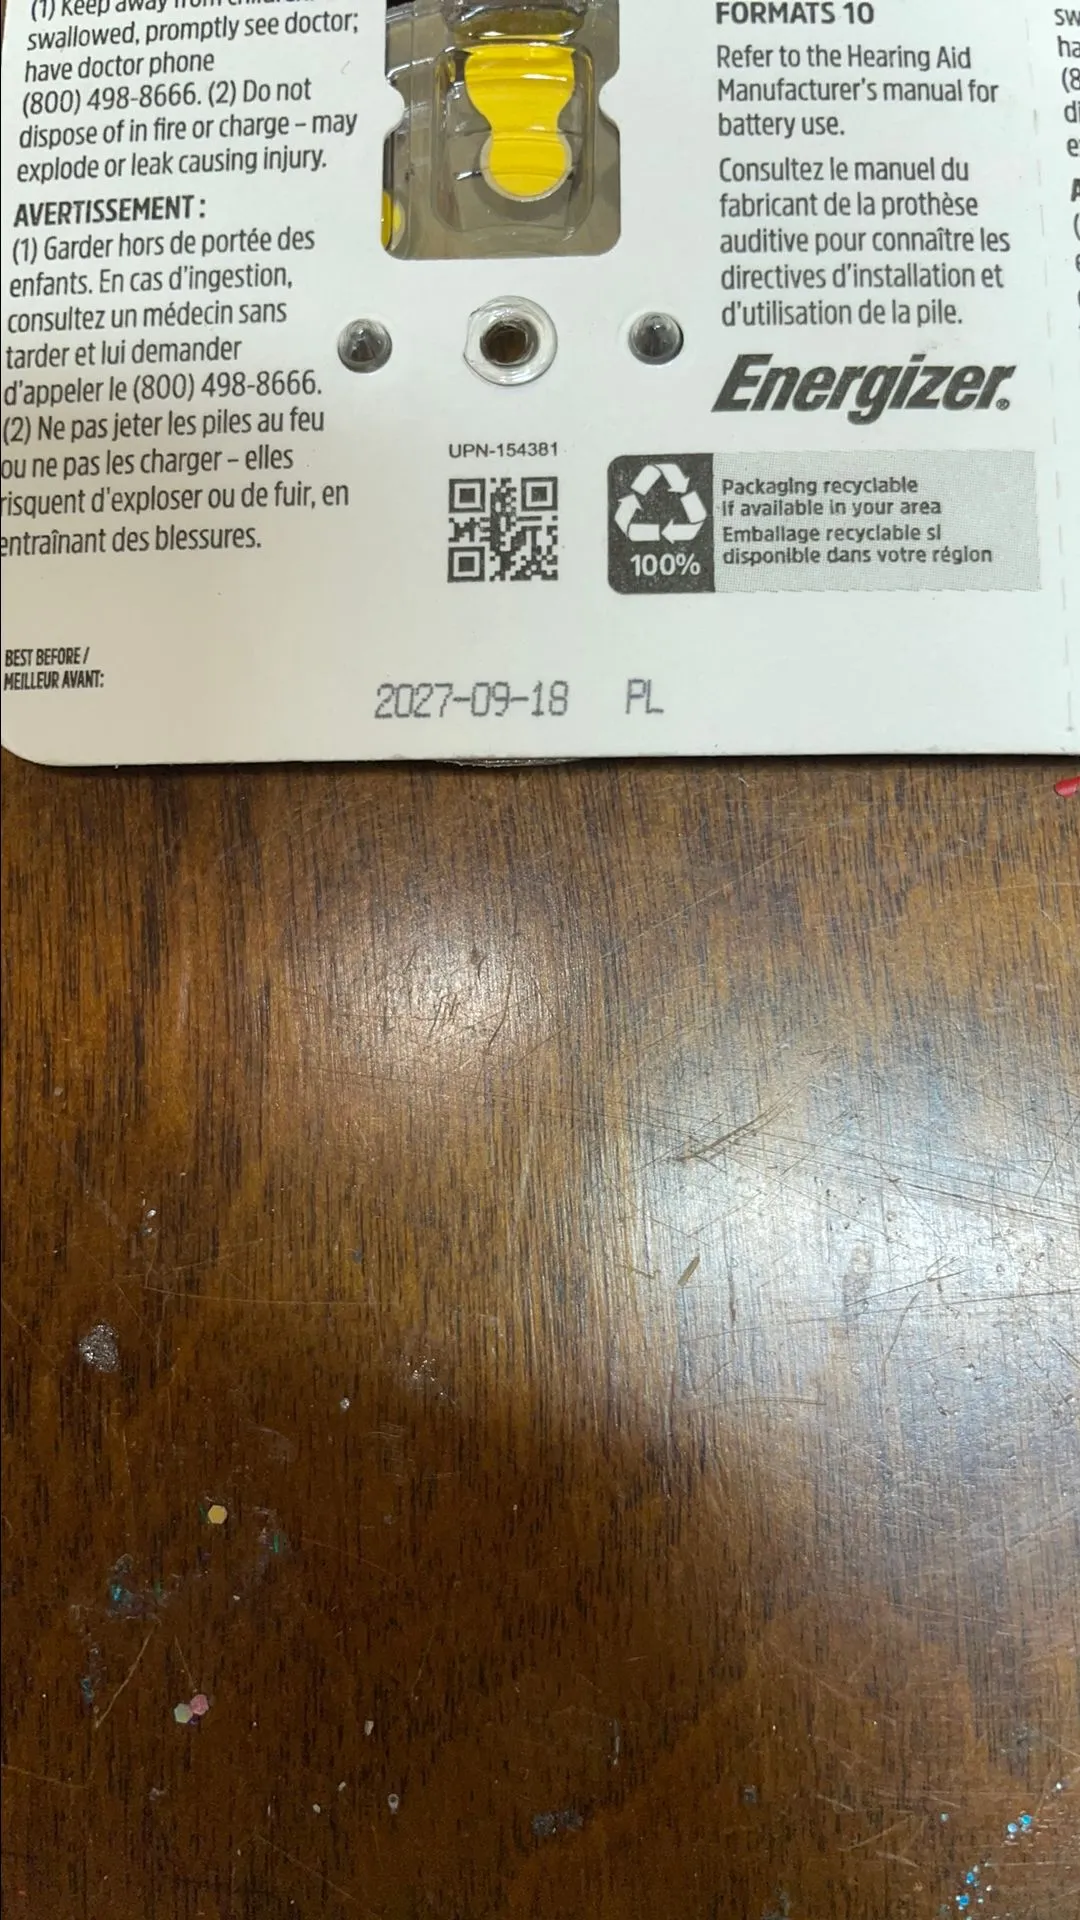 (1) Keep away from
swallowed, promptly see doctor;
have doctor phone
(800) 498-8666. (2) Do not
dispose of in fire or charge – may
explode or leak causing injury.
AVERTISSEMENT :
(1) Garder hors de portée des
enfants. En cas d'ingestion,
consultez un médecin sans
tarder et lui demander
d'appeler le (800) 498-8666.
(2) Ne pas jeter les piles au feu
ou ne pas les charger – elles
risquent d'exploser ou de fuir, en
entraînant des blessures.
BEST BEFORE /
MEILLEUR AVANT:
2027-09-18 PL
UPN-154381
FORMATS 10
Refer to the Hearing Aid
Manufacturer's manual for
battery use.
Consultez le manuel du
fabricant de la prothèse
auditive pour connaître les
directives d'installation et
d'utilisation de la pile.
Energizer®
100%
Packaging recyclable
if available in your area
Emballage recyclable si
disponible dans votre région